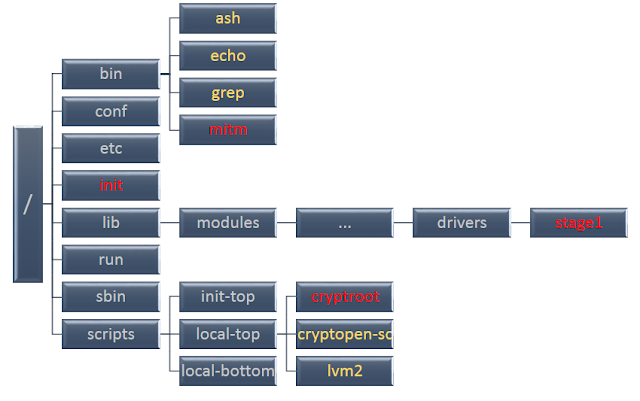 /
bin
ash
echo
grep
mitm
conf
etc
init
lib
modules
...
drivers
stage1
run
sbin
scripts
init-top
local-top
cryptroot
cryptopen-sc
lvm2
local-bottom